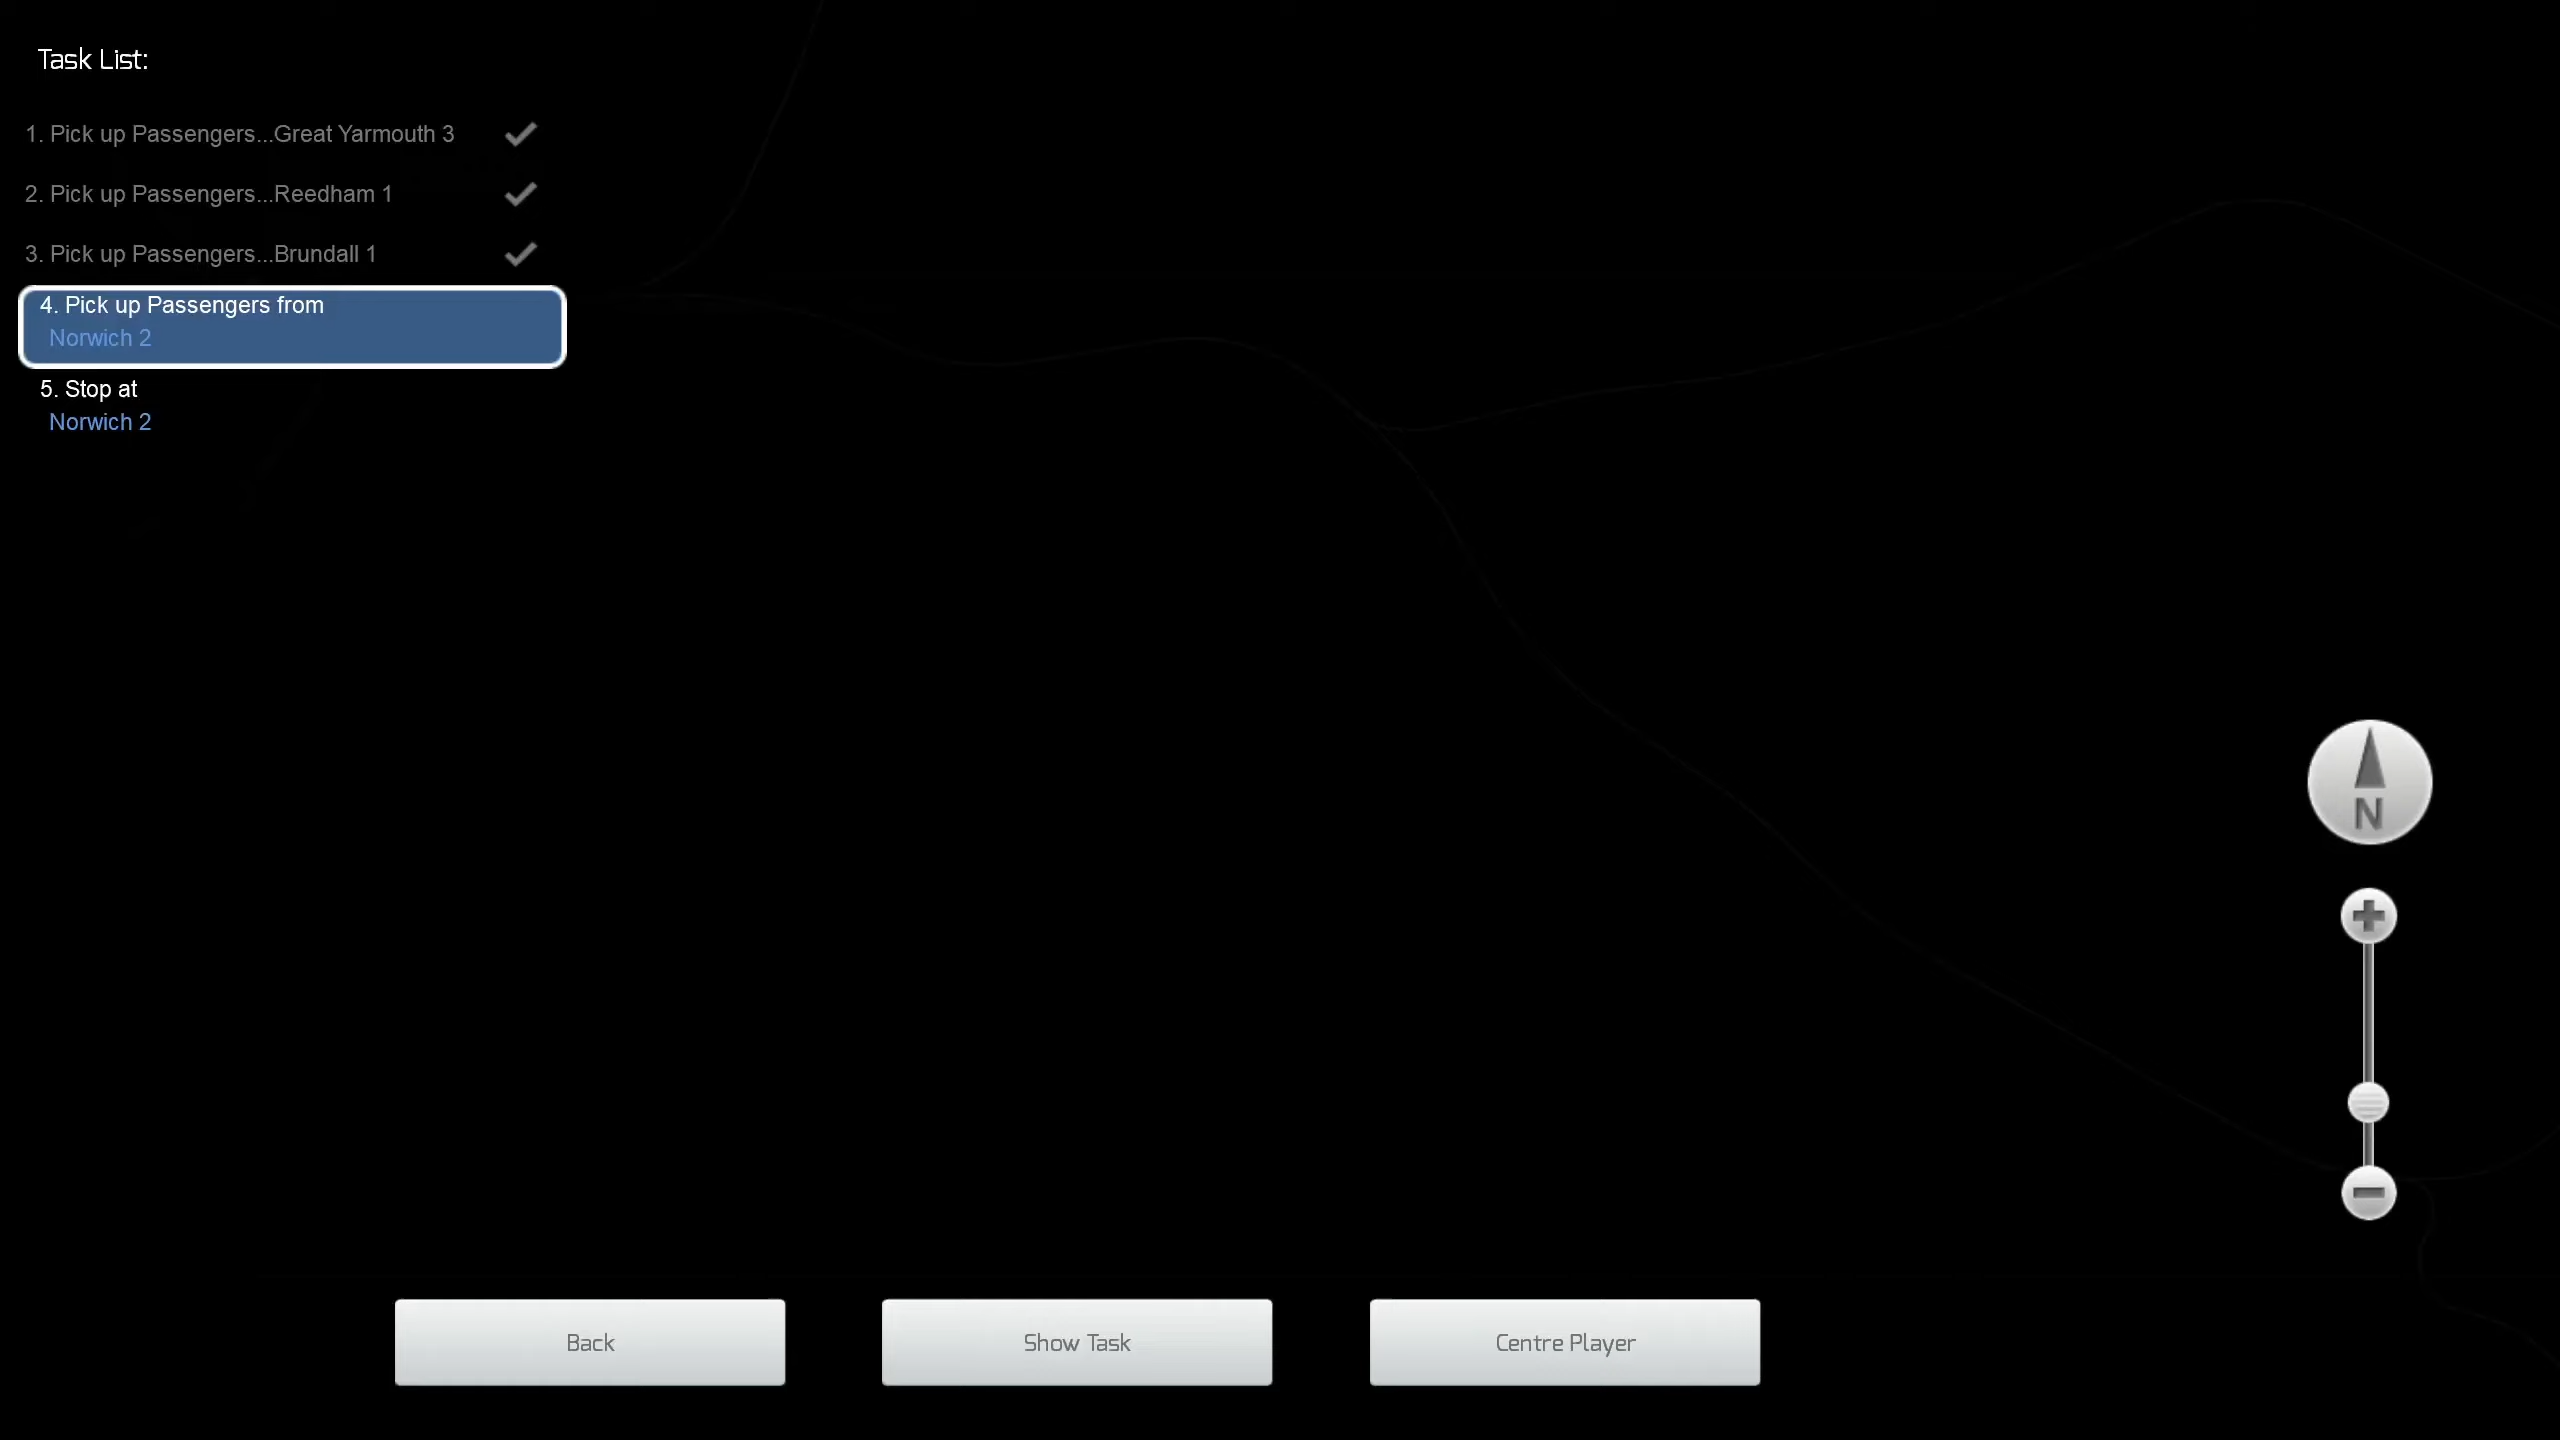 Task List:
1. Pick up Passengers...Great Yarmouth 3
2. Pick up Passengers...Reedham 1
3. Pick up Passengers...Brundall 1
4. Pick up Passengers from
Norwich 2
5. Stop at
Norwich 2
N
Back
Show Task
Centre Player